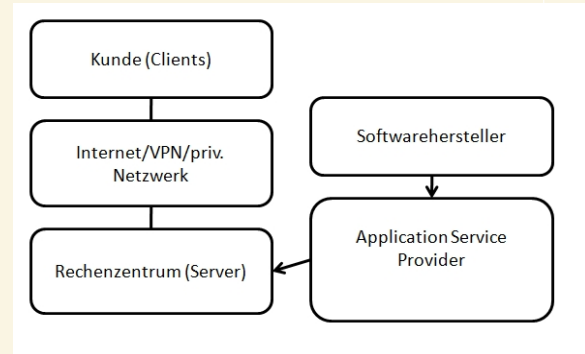 Kunde (Clients)
Internet/VPN/priv.
Netzwerk
Rechenzentrum (Server)
Softwarehersteller
Application Service
Provider